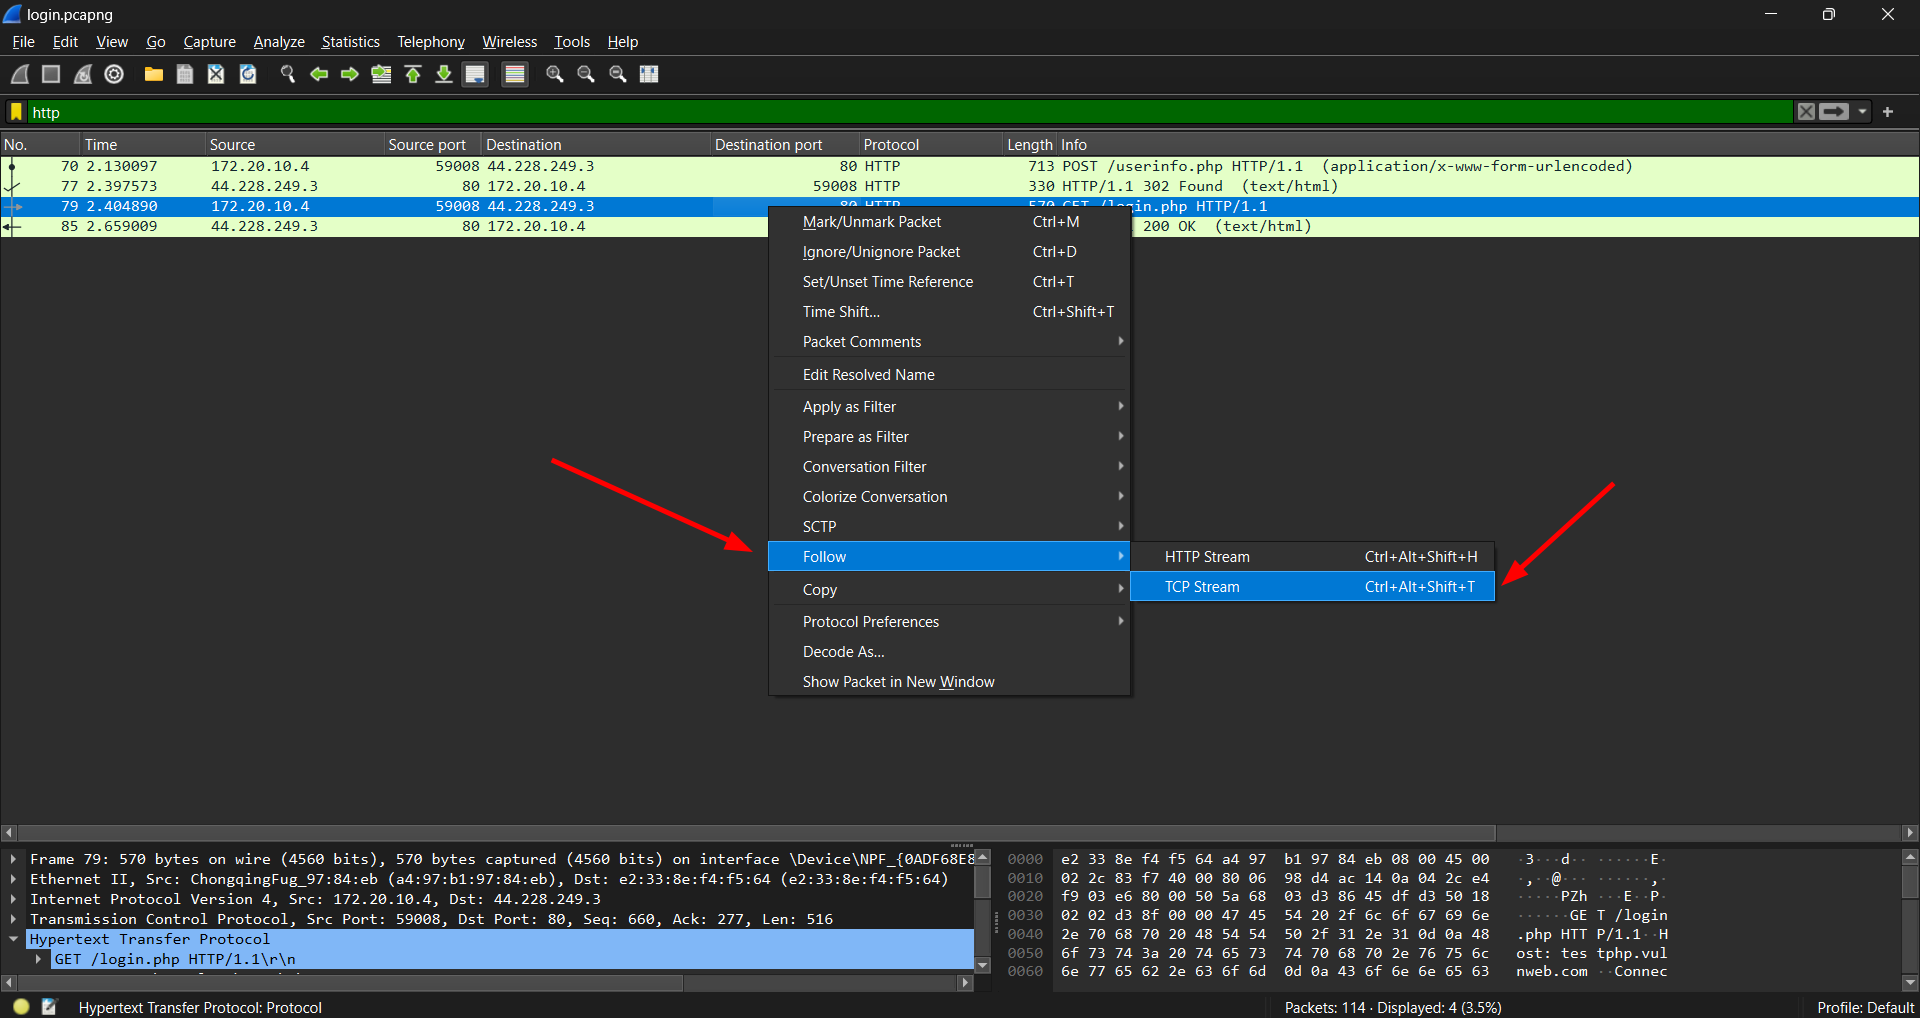 login.pcapng
File Edit View Go Capture Analyze Statistics Telephony Wireless Tools Help
http
No. Time Source Source port Destination Destination port Protocol Length Info
70 2.130097 172.20.10.4 59008 44.228.249.3 80 HTTP 713 POST /userinfo.php HTTP/1.1 (application/x-www-form-urlencoded)
77 2.397573 44.228.249.3 80 172.20.10.4 59008 HTTP 330 HTTP/1.1 302 Found (text/html)
79 2.404890 172.20.10.4 59008 44.228.249.3 80 HTTP 570 GET /login.php HTTP/1.1
85 2.659009 44.228.249.3 80 172.20.10.4 200 OK (text/html)
Mark/Unmark Packet Ctrl+M
Ignore/Unignore Packet Ctrl+D
Set/Unset Time Reference Ctrl+T
Time Shift... Ctrl+Shift+T
Packet Comments
Edit Resolved Name
Apply as Filter
Prepare as Filter
Conversation Filter
Colorize Conversation
SCTP
Follow
HTTP Stream Ctrl+Alt+Shift+H
TCP Stream Ctrl+Alt+Shift+T
Copy
Protocol Preferences
Decode As...
Show Packet in New Window
Frame 79: 570 bytes on wire (4560 bits), 570 bytes captured (4560 bits) on interface \Device\NPF_{0ADF68E8
Ethernet II, Src: ChongqingFug_97:84:eb (a4:97:b1:97:84:eb), Dst: e2:33:8e:f4:f5:64 (e2:33:8e:f4:f5:64)
Internet Protocol Version 4, Src: 172.20.10.4, Dst: 44.228.249.3
Transmission Control Protocol, Src Port: 59008, Dst Port: 80, Seq: 660, Ack: 277, Len: 516
Hypertext Transfer Protocol
GET /login.php HTTP/1.1\r\n
0000 e2 33 8e f4 f5 64 a4 97 b1 97 84 eb 08 00 45 00 ·3···d·· ······E·
0010 02 2c 83 f7 40 00 80 06 98 d4 ac 14 0a 04 2c e4 ·,··@··· ······,·
0020 f9 03 e6 80 00 50 5a 68 03 d3 86 45 df d3 50 18 ·····PZh ···E··P·
0030 02 02 d3 8f 00 00 47 45 54 20 2f 6c 6f 67 69 6e ······GE T /login
0040 2e 70 68 70 20 48 54 54 50 2f 31 2e 31 0d 0a 48 .php HTT P/1.1··H
0050 6f 73 74 3a 20 74 65 73 74 70 68 70 2e 76 75 6c ost: tes tphp.vul
0060 6e 77 65 62 2e 63 6f 6d 0d 0a 43 6f 6e 6e 65 63 nweb.com ··Connec
Hypertext Transfer Protocol: Protocol
Packets: 114 · Displayed: 4 (3.5%)
Profile: Default